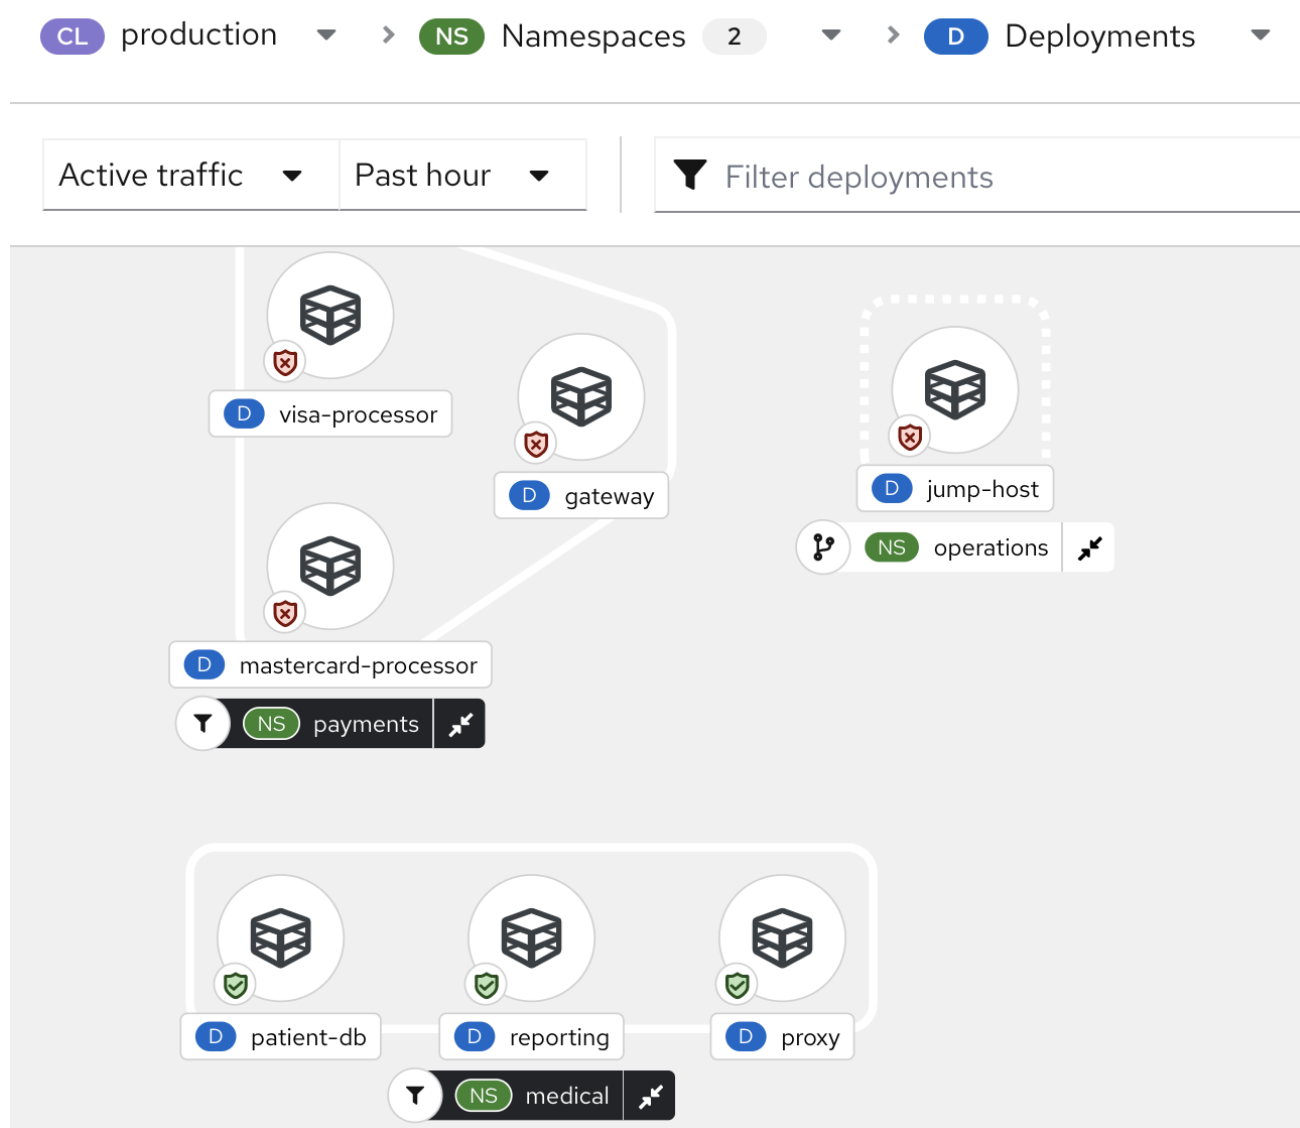 CL production NS Namespaces 2 D Deployments
Active traffic Past hour Filter deployments
D visa-processor
D gateway
D jump-host
NS operations
D mastercard-processor
NS payments
D patient-db D reporting D proxy
NS medical